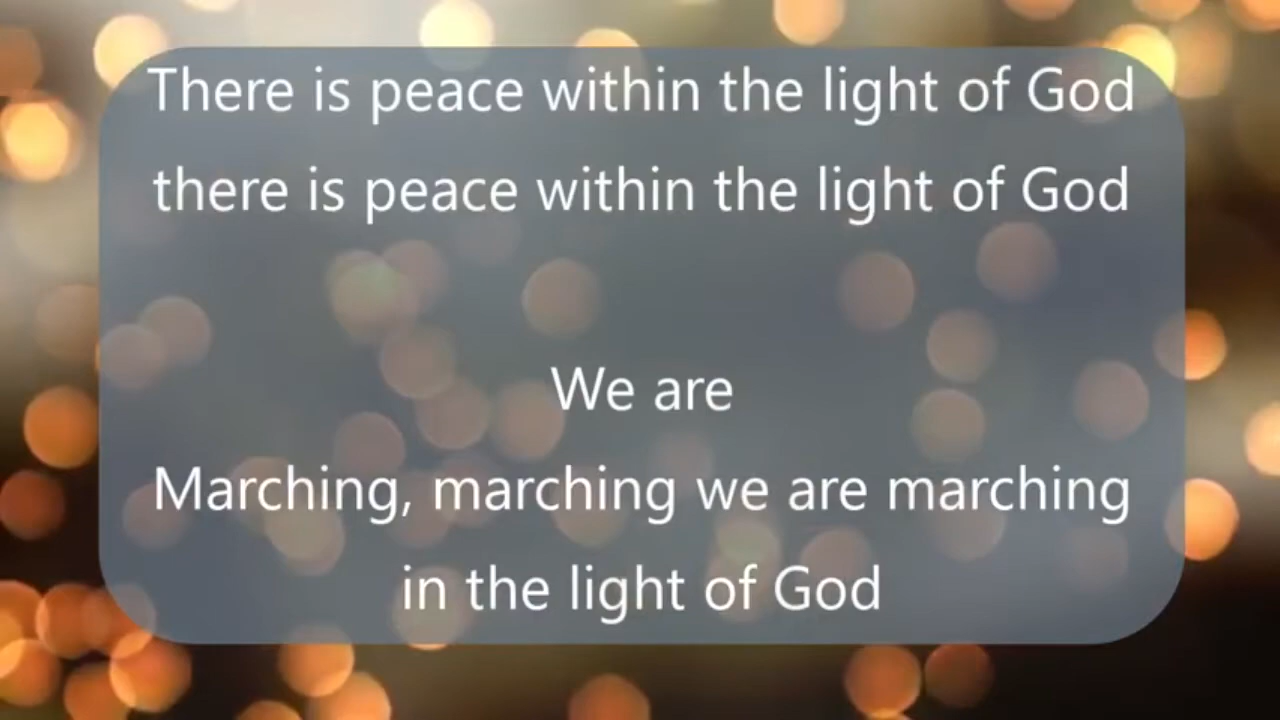 There is peace within the light of God
there is peace within the light of God
We are
Marching, marching we are marching
in the light of God